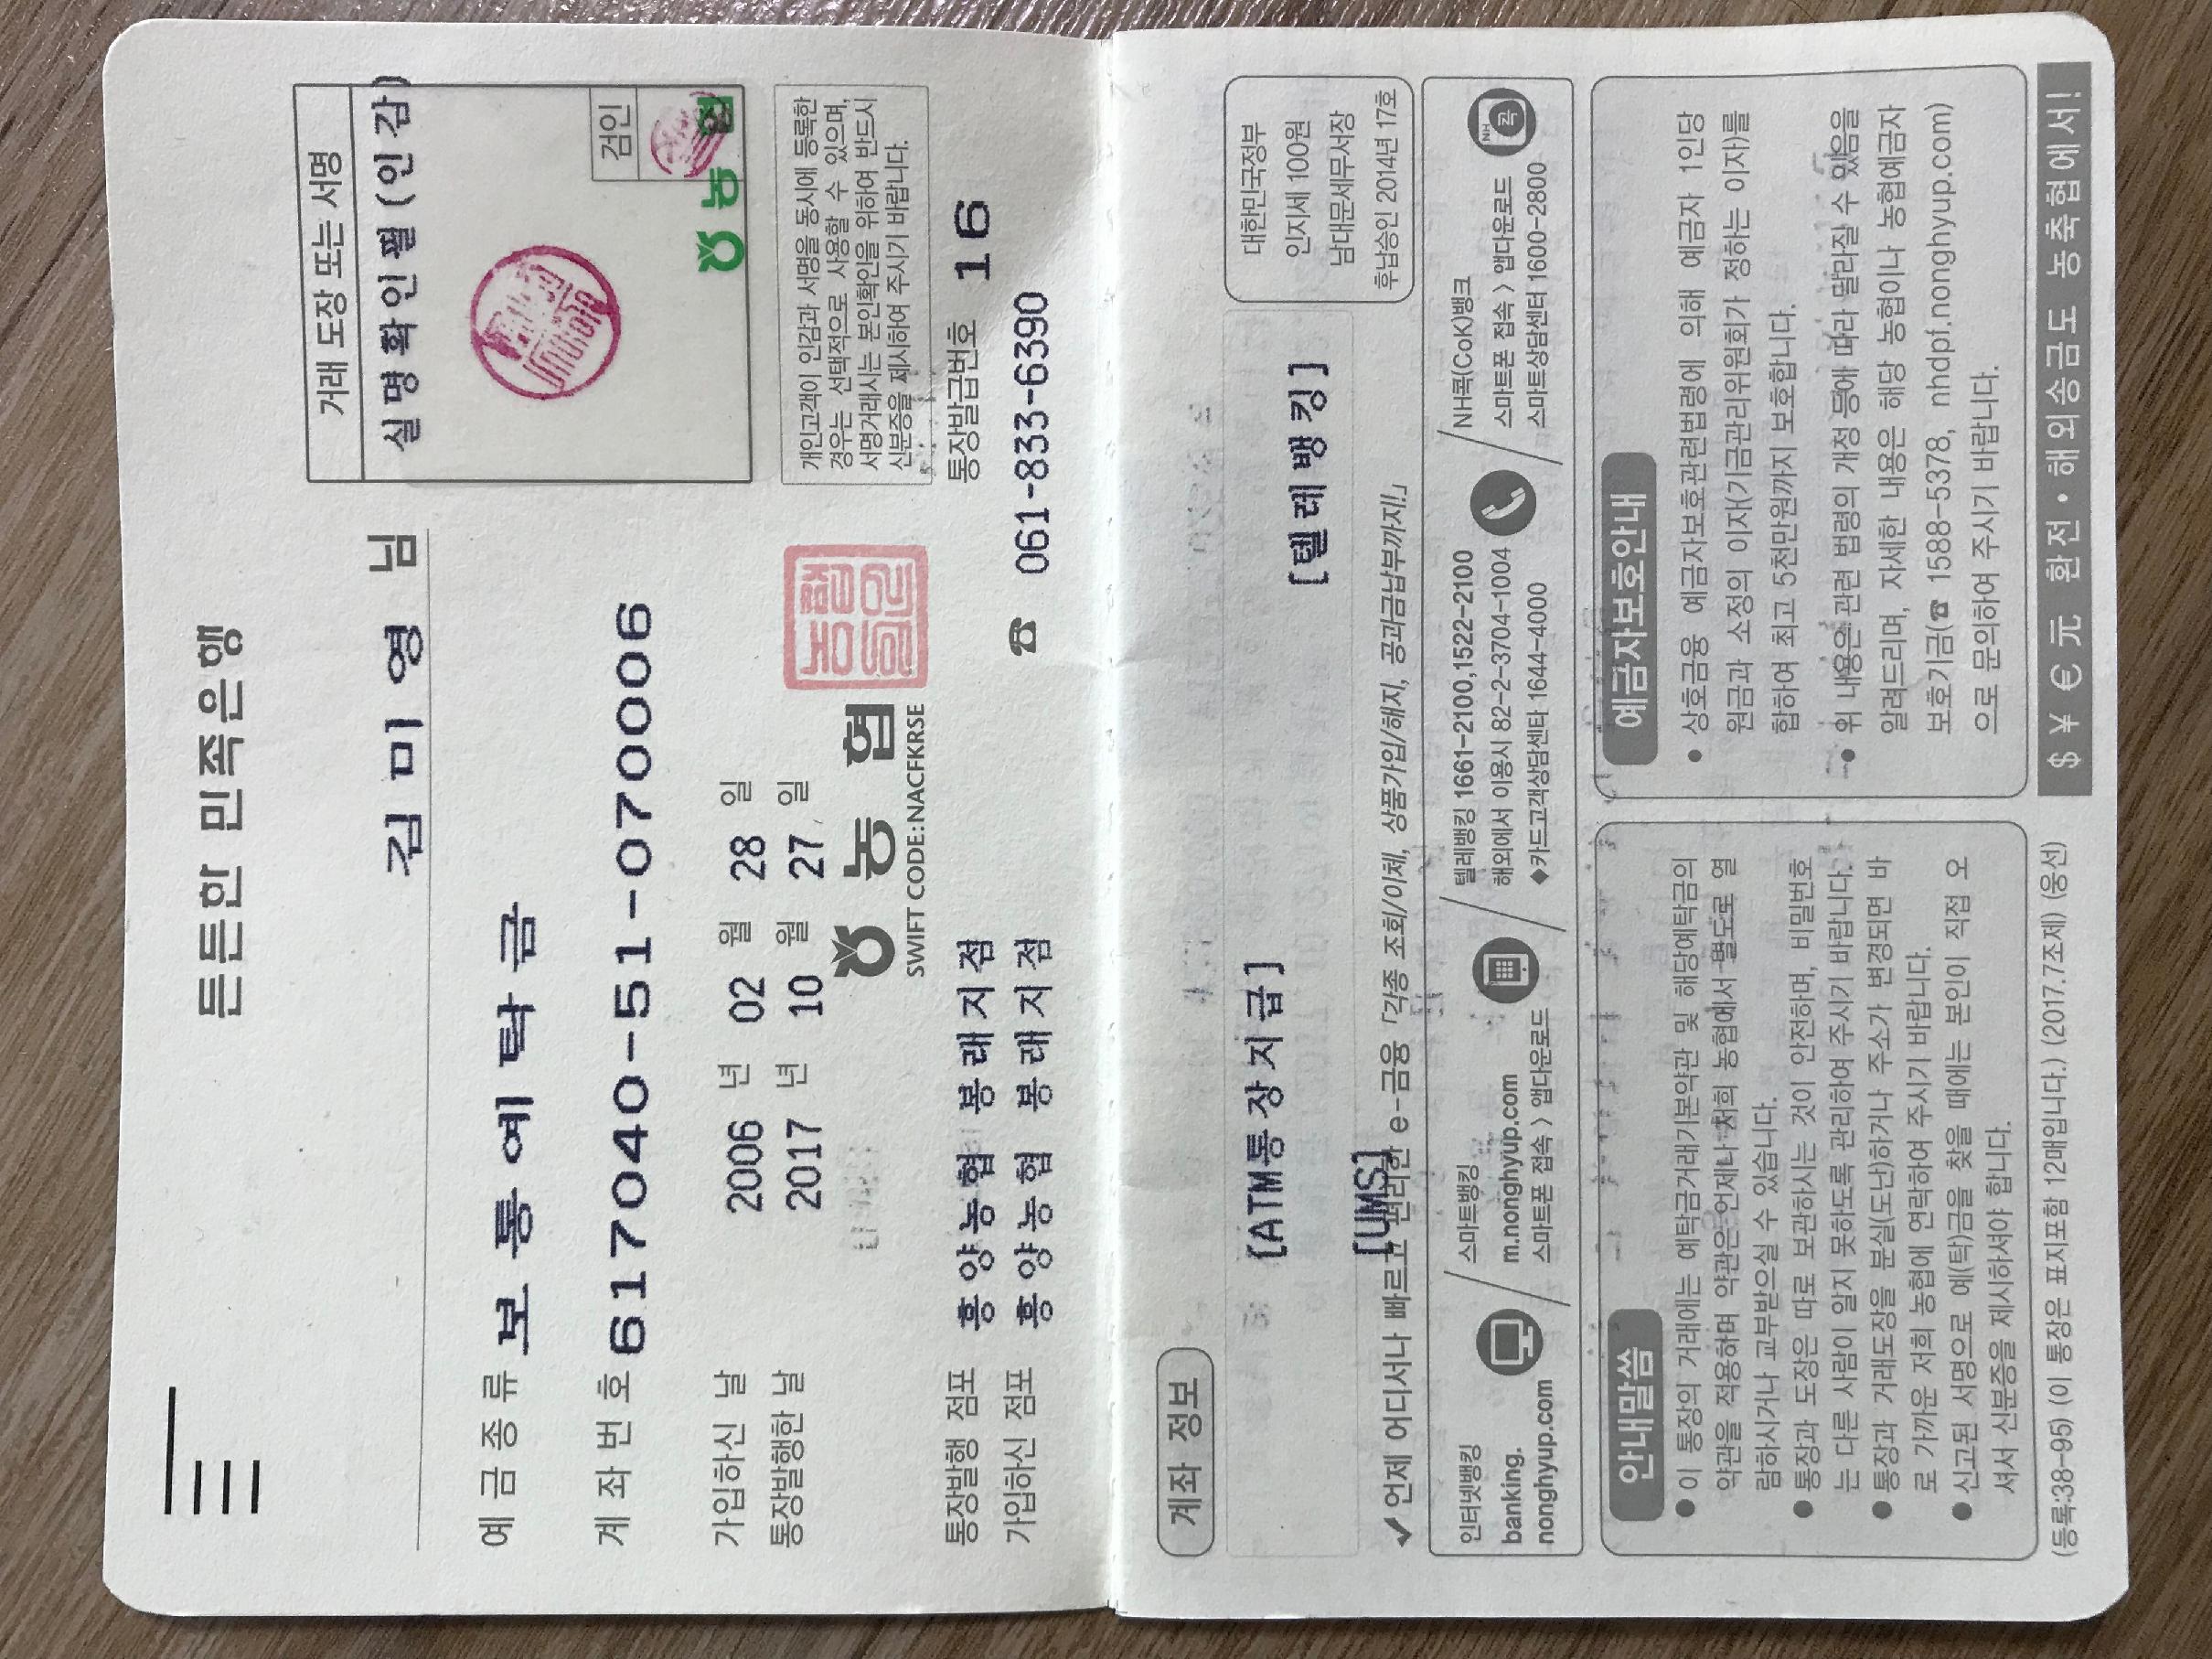 든든한 민족은행
김 미 영 님
거래 도장 또는 서명
실명확인필(인감)
검인
농협
예 금 종 류 보 통 예 탁 금
계 좌 번 호 617040-51-070006
가입하신 날 2006 년 02 월 28 일
통장발행한 날 2017 년 10 월 27 일
농 협
SWIFT CODE:NACFKRSE
개인고객이 인감과 서명을 동시에 등록한
경우는 선택적으로 사용할 수 있으며,
서명거래시는 본인확인을 위하여 반드시
신분증을 제시하여 주시기 바랍니다.
통장발급번호 16
통장발행 점포 흥양농협 봉래지점
가입하신 점포 흥양농협 봉래지점 ☎ 061-833-6390
계좌 정보
대한민국정부
인지세 100원
남대문세무서장
후납승인 2014년 17호
[ATM통장지급]
[텔레뱅킹]
[UMS]
✔언제 어디서나 빠르고 편리한 e-금융 「각종 조회/이체, 상품가입/해지, 공과금납부까지!」
인터넷뱅킹
banking.
nonghyup.com
스마트뱅킹
m.nonghyup.com
스마트폰 접속 > 앱다운로드
텔레뱅킹 1661-2100,1522-2100
해외에서 이용시 82-2-3704-1004
◆카드고객상담센터 1644-4000
NH콕(CoK)뱅크
스마트폰 접속 > 앱다운로드
스마트상담센터 1600-2800
NH
콕
안내말씀
● 이 통장의 거래에는 예탁금거래기본약관 및 해당예탁금의
약관을 적용하며 약관은 언제나 저희 농협에서 별도로 열
람하시거나 교부받으실 수 있습니다.
● 통장과 도장은 따로 보관하시는 것이 안전하며, 비밀번호
는 다른 사람이 알지 못하도록 관리하여 주시기 바랍니다.
● 통장과 거래도장을 분실(도난)하거나 주소가 변경되면 바
로 가까운 저희 농협에 연락하여 주시기 바랍니다.
● 신고된 서명으로 예(탁)금을 찾을 때에는 본인이 직접 오
셔서 신분증을 제시하셔야 합니다.
예금자보호안내
● 상호금융 예금자보호관련법령에 의해 예금자 1인당
원금과 소정의 이자(기금관리위원회가 정하는 이자)를
합하여 최고 5천만원까지 보호합니다.
● 위 내용은 관련 법령의 개정 등에 따라 달라질 수 있음을
알려드리며, 자세한 내용은 해당 농협이나 농협예금자
보호기금(☎ 1588-5378, nhdpf.nonghyup.com)
으로 문의하여 주시기 바랍니다.
(등록:38-95) (이 통장은 표지포함 12매입니다.) (2017.7조제) (웅선)
$ ¥ € 元 환전·해외송금도 농축협에서!